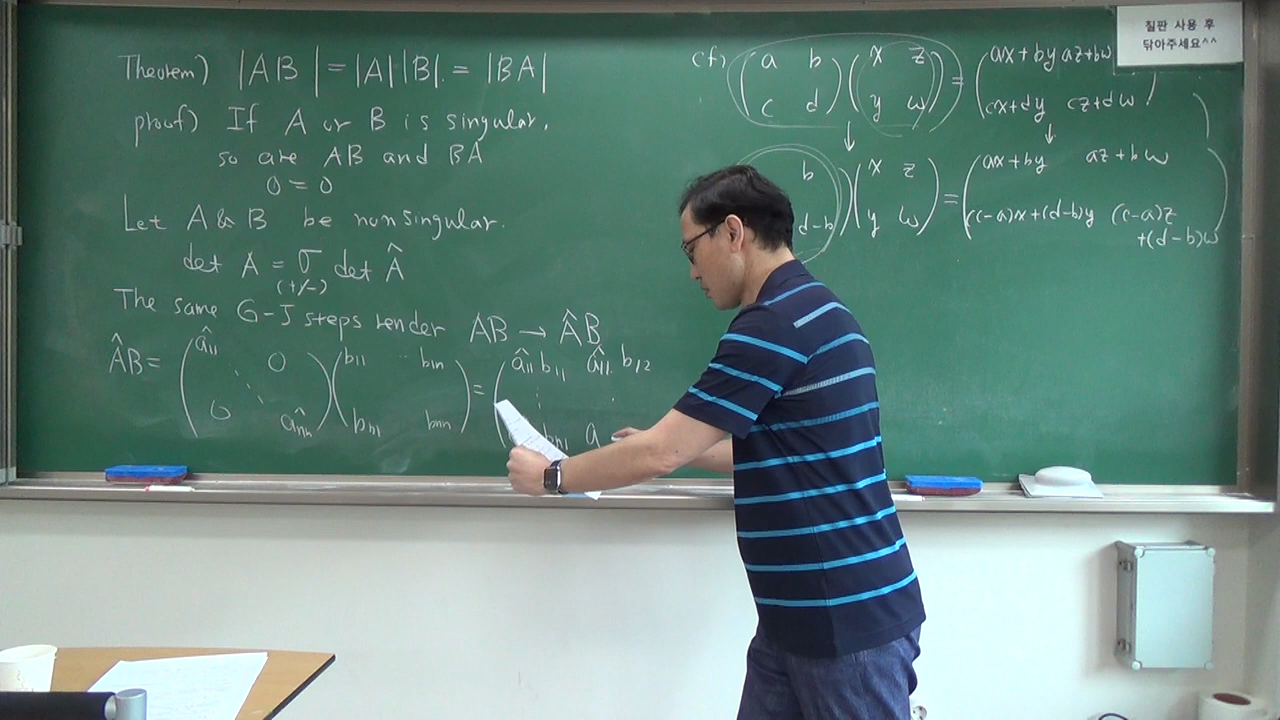 Theorem) |AB| = |A||B| = |BA|
proof) If A or B is singular,
so are AB and BA
0 = 0
Let A & B be nonsingular.
det A = σ det Â
(+/-)
The same G-J steps render AB → ÂB
ÂB = ( â11 0 ) ( b11 ·· b1n ) = ( â11 b11 â11 b12
0 ânn bn1 bnn bn1 a
cf) ( a b ) ( x z ) = ( ax+by az+bw
c d y w cx+dy cz+dw )
↓ ↓
b ) ( x z ) = ( ax+by az+bw )
d-b y w (c-a)x+(d-b)y (c-a)z
+(d-b)w
칠판 사용 후
닦아주세요^^